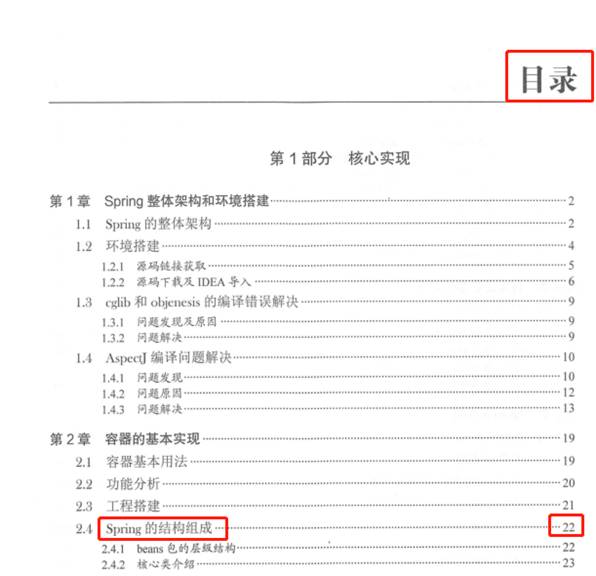 目录
第 1 部分 核心实现
第 1 章 Spring 整体架构和环境搭建 2
1.1 Spring 的整体架构 2
1.2 环境搭建 4
1.2.1 源码链接获取 5
1.2.2 源码下载及 IDEA 导入 6
1.3 cglib 和 objenesis 的编译错误解决 9
1.3.1 问题发现及原因 9
1.3.2 问题解决 9
1.4 AspectJ 编译问题解决 10
1.4.1 问题发现 10
1.4.2 问题原因 12
1.4.3 问题解决 13
第 2 章 容器的基本实现 19
2.1 容器基本用法 19
2.2 功能分析 20
2.3 工程搭建 21
2.4 Spring 的结构组成 22
2.4.1 beans 包的层级结构 22
2.4.2 核心类介绍 23